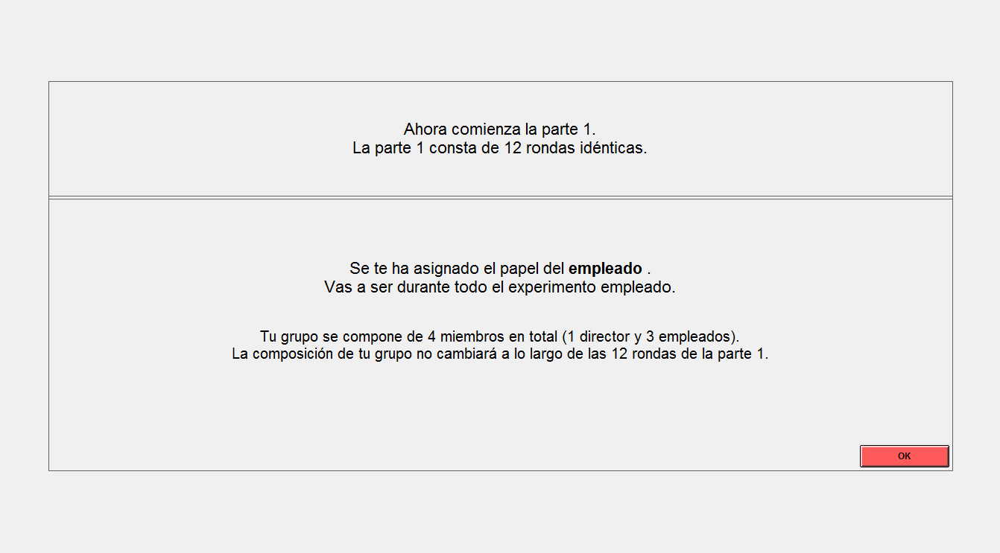 Ahora comienza la parte 1.
La parte 1 consta de 12 rondas idénticas.
Se te ha asignado el papel del empleado .
Vas a ser durante todo el experimento empleado.
Tu grupo se compone de 4 miembros en total (1 director y 3 empleados).
La composición de tu grupo no cambiará a lo largo de las 12 rondas de la parte 1.
OK